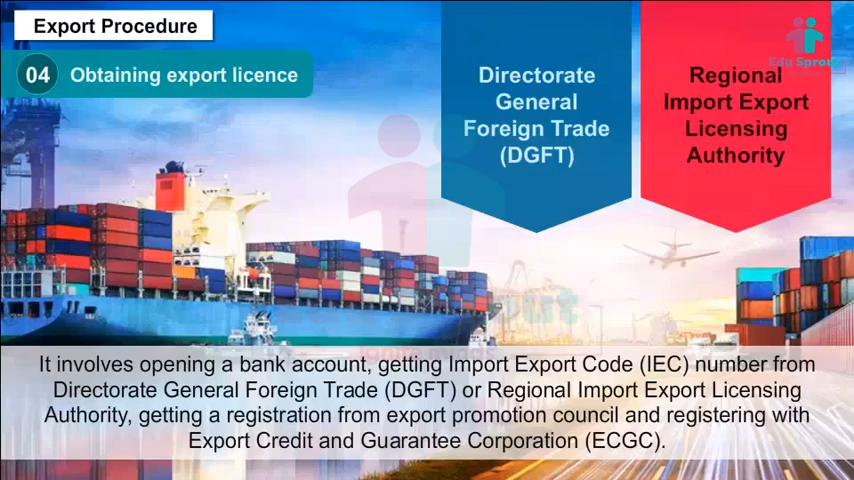 Export Procedure
04 Obtaining export licence
Directorate
General
Foreign Trade
(DGFT)
Regional
Import Export
Licensing
Authority
Edu Sprout
It involves opening a bank account, getting Import Export Code (IEC) number from
Directorate General Foreign Trade (DGFT) or Regional Import Export Licensing
Authority, getting a registration from export promotion council and registering with
Export Credit and Guarantee Corporation (ECGC).